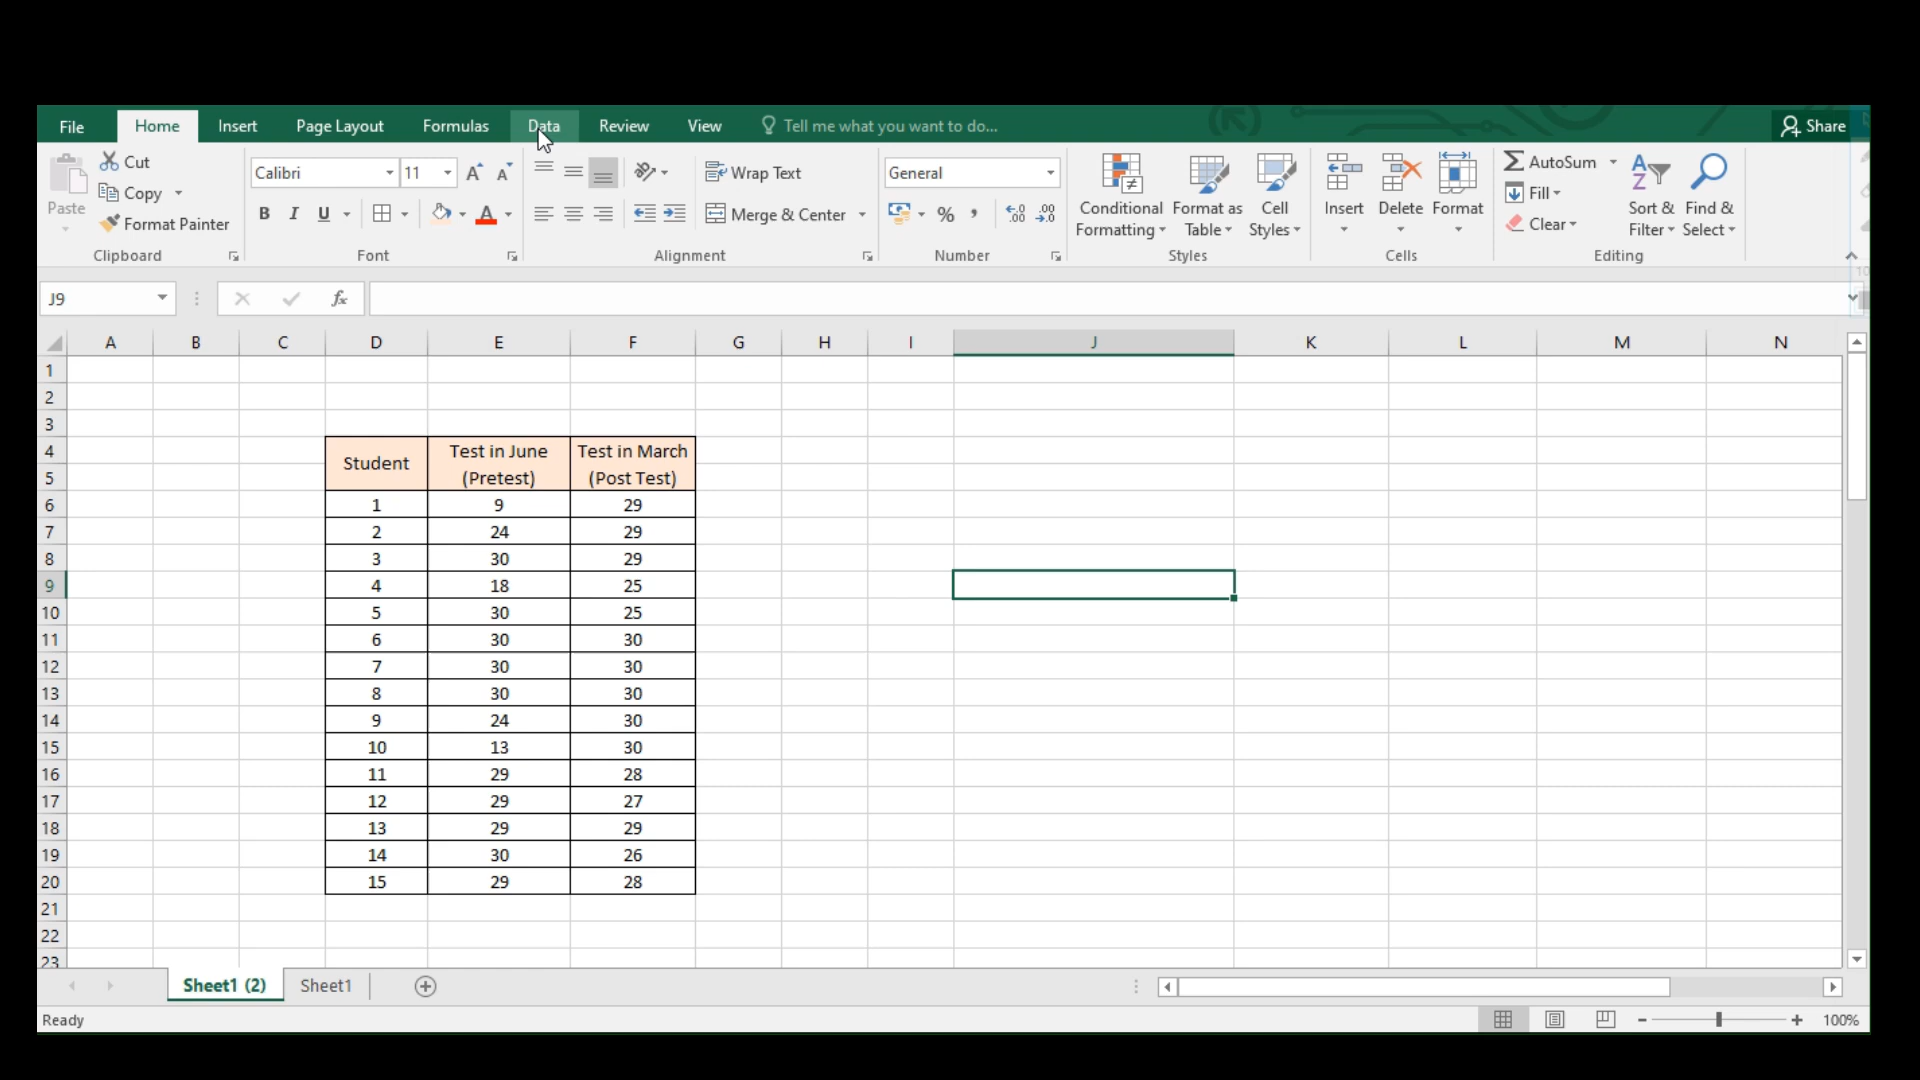 File Home Insert Page Layout Formulas Data Review View Tell me what you want to do... Share
Paste
Cut
Copy
Format Painter
Clipboard
Calibri 11
B I U
Font
Wrap Text
Merge & Center
Alignment
General
%
Number
Conditional Formatting
Format as Table
Cell Styles
Styles
Insert
Delete
Format
Cells
AutoSum
Fill
Clear
Sort & Filter
Find & Select
Editing
J9 fx
A B C D E F G H I J K L M N
1
2
3
4 Student Test in June Test in March
5 (Pretest) (Post Test)
6 1 9 29
7 2 24 29
8 3 30 29
9 4 18 25
10 5 30 25
11 6 30 30
12 7 30 30
13 8 30 30
14 9 24 30
15 10 13 30
16 11 29 28
17 12 29 27
18 13 29 29
19 14 30 26
20 15 29 28
21
22
23
Sheet1 (2) Sheet1
Ready 100%